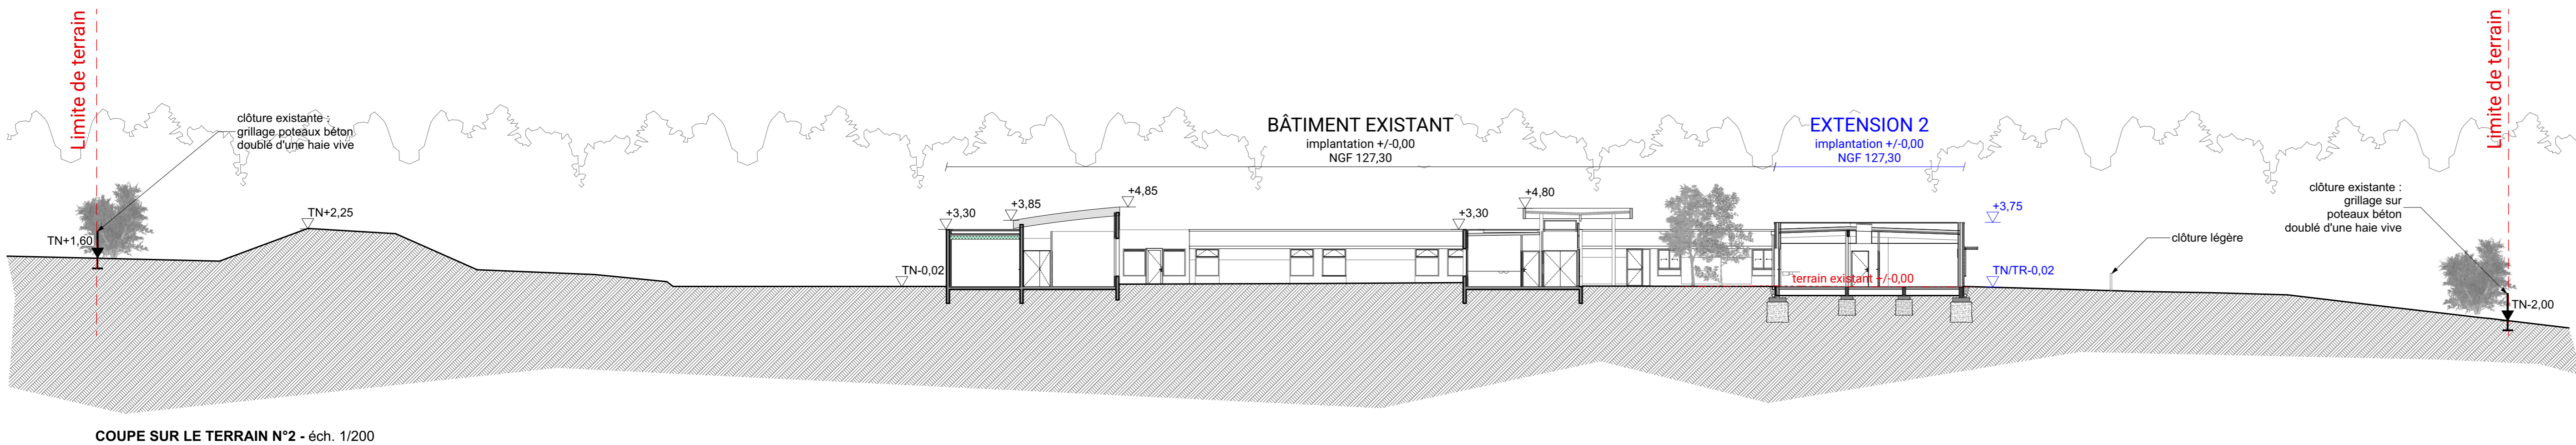 Limite de terrain
clôture existante :
grillage poteaux béton
doublé d'une haie vive
TN+1,60
TN+2,25
TN-0,02
+3,30
+3,85
+4,85
BÂTIMENT EXISTANT
implantation +/-0,00
NGF 127,30
+3,30
+4,80
EXTENSION 2
implantation +/-0,00
NGF 127,30
terrain existant +/-0,00
+3,75
TN/TR-0,02
clôture légère
clôture existante :
grillage sur
poteaux béton
doublé d'une haie vive
Limite de terrain
TN-2,00
COUPE SUR LE TERRAIN N°2 - éch. 1/200